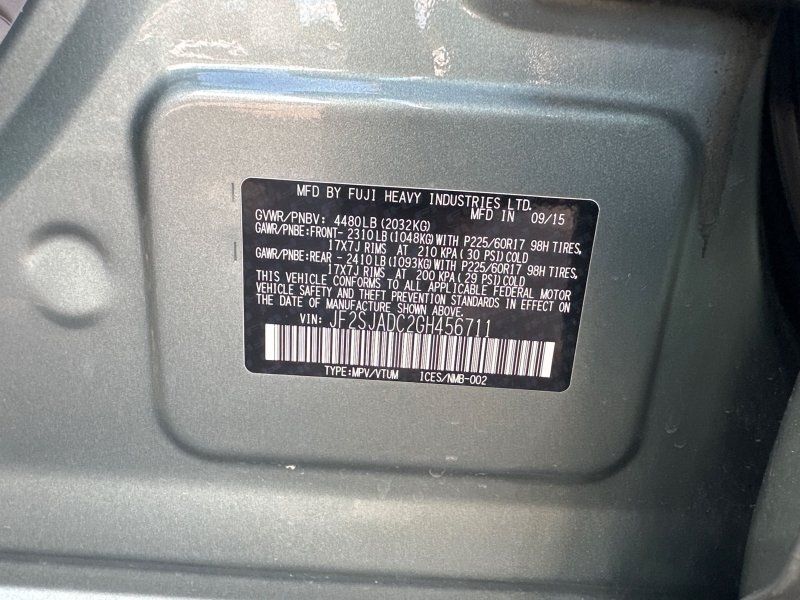 MFD BY FUJI HEAVY INDUSTRIES LTD.
GVWR/PNBV: 4480LB(2032KG) MFD IN 09/15
GAWR/PNBE:FRONT- 2310LB(1048KG)WITH P225/60R17 98H TIRES,
17X7J RIMS AT 210 KPA(30 PSI)COLD
GAWR/PNBE:REAR - 2410LB(1093KG)WITH P225/60R17 98H TIRES,
17X7J RIMS AT 200 KPA(29 PSI)COLD
THIS VEHICLE CONFORMS TO ALL APPLICABLE FEDERAL MOTOR
VEHICLE SAFETY AND THEFT PREVENTION STANDARDS IN EFFECT ON
THE DATE OF MANUFACTURE SHOWN ABOVE.
VIN: JF2SJADC2GH456711
TYPE:MPV/VTUM ICES/NMB-002